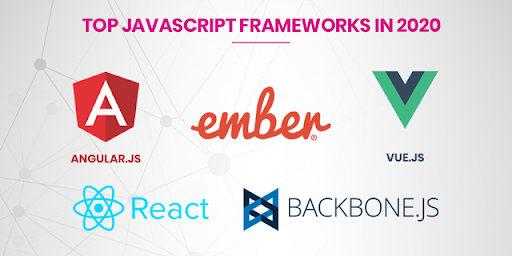 TOP JAVASCRIPT FRAMEWORKS IN 2020
A
ember®
ANGULAR.JS
VUE.JS
React
BACKBONE.JS